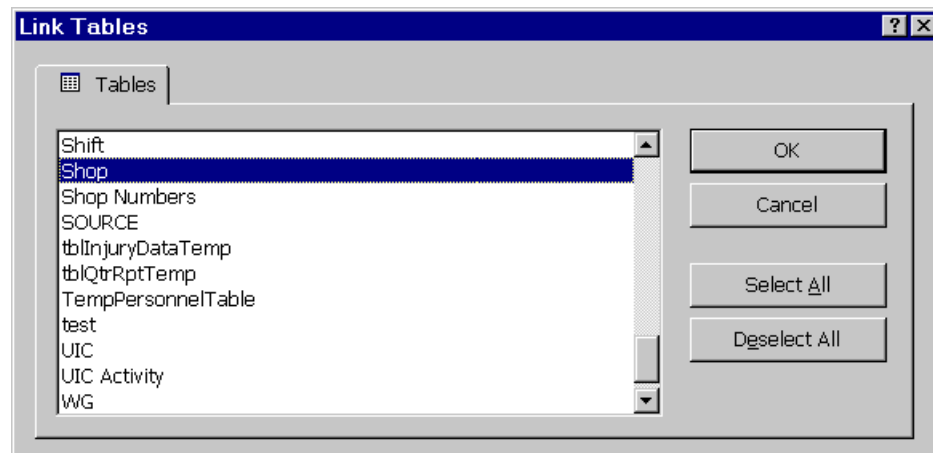 Link Tables
Tables
Shift
Shop
Shop Numbers
SOURCE
tblInjuryDataTemp
tblQtrRptTemp
TempPersonnelTable
test
UIC
UIC Activity
WG
OK
Cancel
Select All
Deselect All